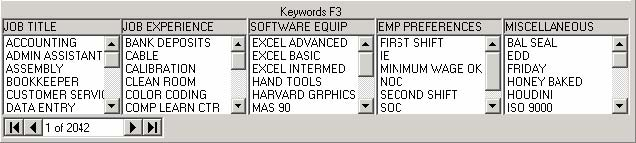 Keywords F3
JOB TITLE
ACCOUNTING
ADMIN ASSISTANT
ASSEMBLY
BOOKKEEPER
CUSTOMER SERVIC
DATA ENTRY
JOB EXPERIENCE
BANK DEPOSITS
CABLE
CALIBRATION
CLEAN ROOM
COLOR CODING
COMP LEARN CTR
SOFTWARE EQUIP
EXCEL ADVANCED
EXCEL BASIC
EXCEL INTERMED
HAND TOOLS
HARVARD GRPHICS
MAS 90
EMP PREFERENCES
FIRST SHIFT
IE
MINIMUM WAGE OK
NOC
SECOND SHIFT
SOC
MISCELLANEOUS
BAL SEAL
EDD
FRIDAY
HONEY BAKED
HOUDINI
ISO 9000
1 of 2042